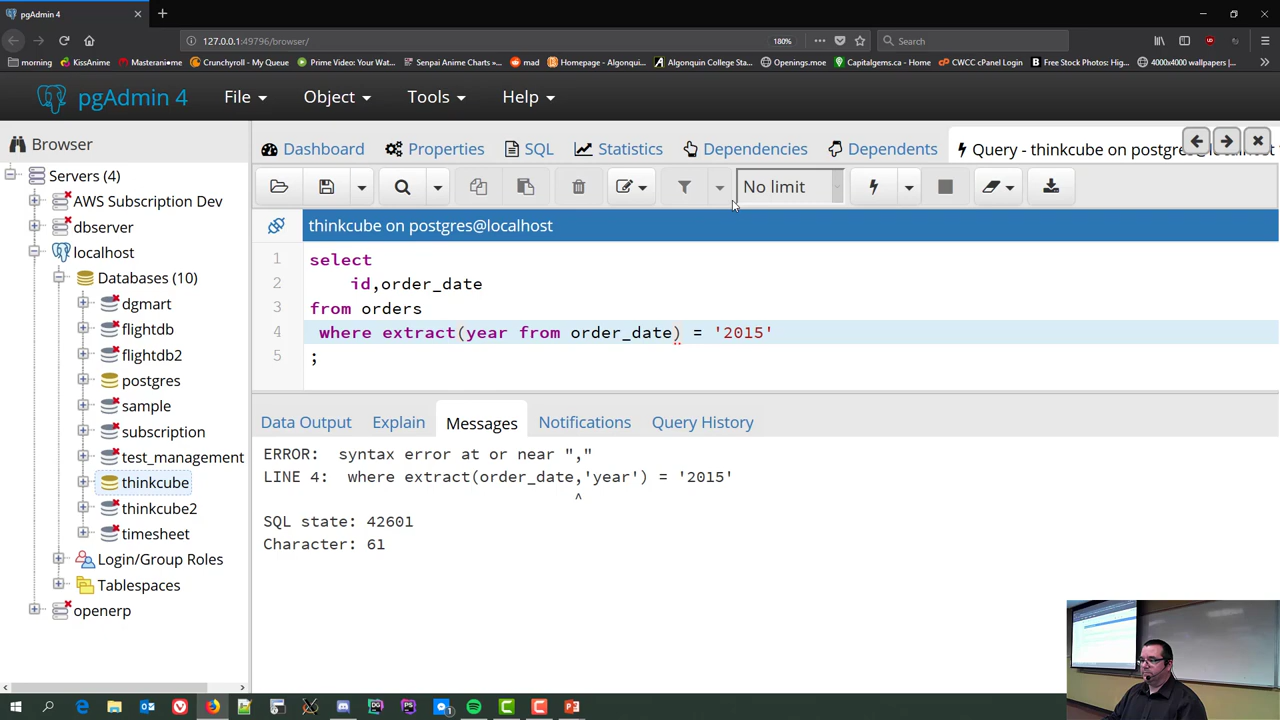 pgAdmin 4
127.0.0.1:49796/browser/
180%
Search
morning
KissAnime
Masterani•me
Crunchyroll - My Queue
Prime Video: Your Wat…
Senpai Anime Charts »…
mad
Homepage - Algonqui…
Algonquin College Sta…
Openings.moe
Capitalgems.ca - Home
CWCC cPanel Login
Free Stock Photos: Hig…
4000x4000 wallpapers |…
pgAdmin 4
File
Object
Tools
Help
Browser
Dashboard
Properties
SQL
Statistics
Dependencies
Dependents
Query - thinkcube on postgres@localhost
No limit
Servers (4)
AWS Subscription Dev
dbserver
localhost
Databases (10)
dgmart
flightdb
flightdb2
postgres
sample
subscription
test_management
thinkcube
thinkcube2
timesheet
Login/Group Roles
Tablespaces
openerp
thinkcube on postgres@localhost
1 select
2 id,order_date
3 from orders
4 where extract(year from order_date) = '2015'
5 ;
Data Output
Explain
Messages
Notifications
Query History
ERROR: syntax error at or near ","
LINE 4: where extract(order_date,'year') = '2015'
^
SQL state: 42601
Character: 61